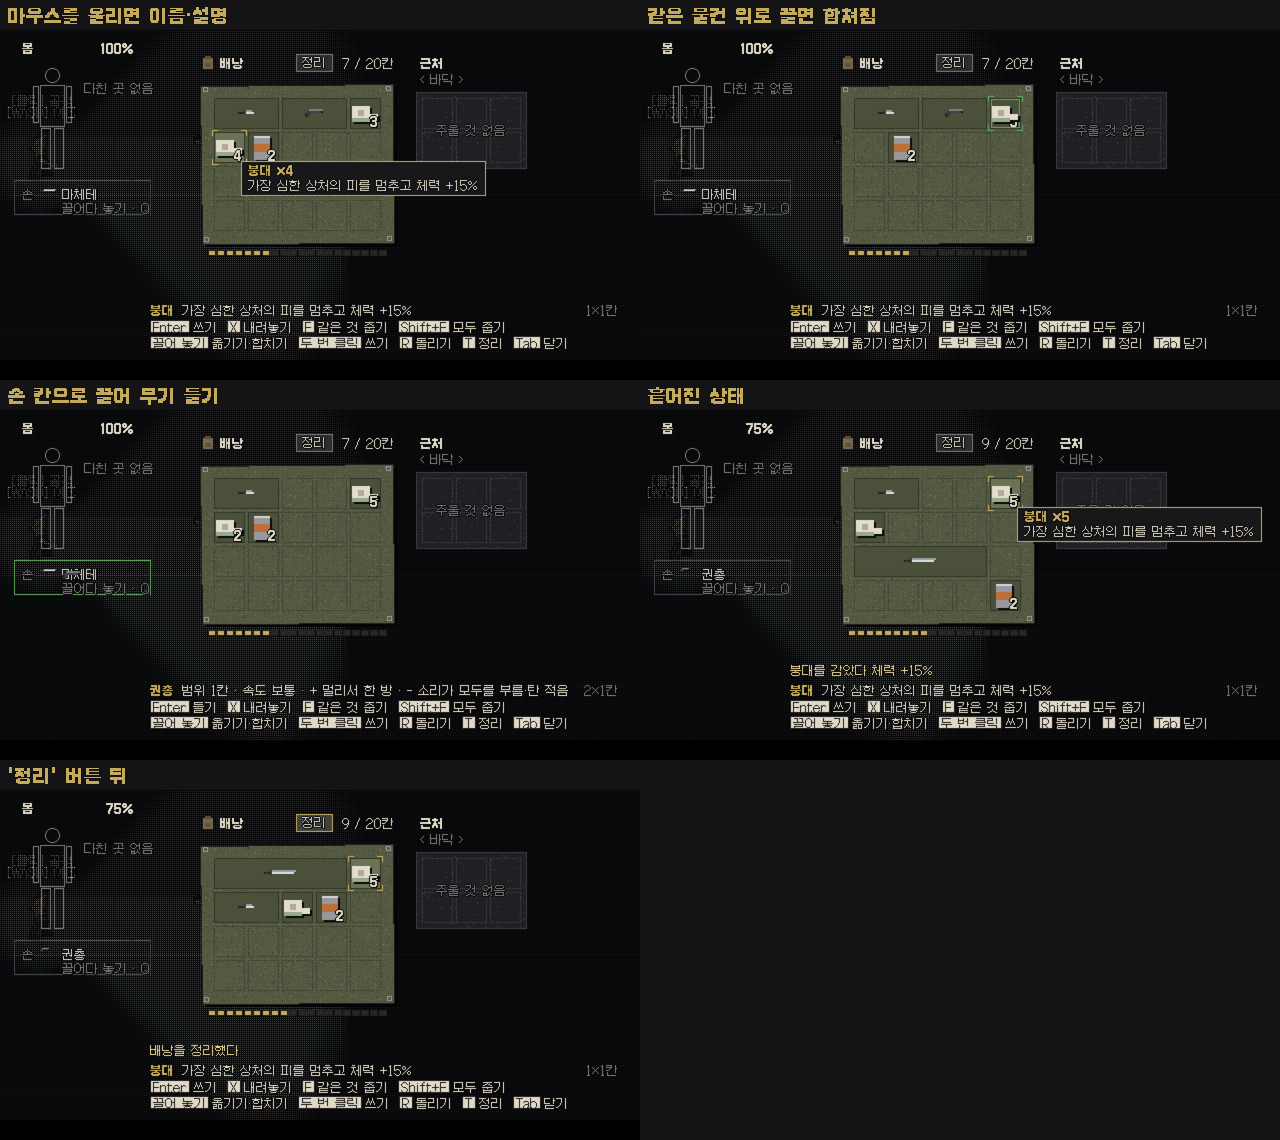 마우스를 올리면 이름·설명
몸 100%
다친 곳 없음
손 마체테
끌어다 놓기 · Q
배낭 정리 7 / 20칸
3
4 2
근처
< 바닥 >
주울 것 없음
붕대 ×4
가장 심한 상처의 피를 멈추고 체력 +15%
붕대 가장 심한 상처의 피를 멈추고 체력 +15% 1×1칸
Enter 쓰기 X 내려놓기 F 같은 것 줍기 Shift+F 모두 줍기
끌어 놓기 옮기기·합치기 두 번 클릭 쓰기 R 돌리기 T 정리 Tab 닫기
같은 물건 위로 끌면 합쳐짐
몸 100%
다친 곳 없음
손 마체테
끌어다 놓기 · Q
배낭 정리 7 / 20칸
2
근처
< 바닥 >
주울 것 없음
붕대 가장 심한 상처의 피를 멈추고 체력 +15% 1×1칸
Enter 쓰기 X 내려놓기 F 같은 것 줍기 Shift+F 모두 줍기
끌어 놓기 옮기기·합치기 두 번 클릭 쓰기 R 돌리기 T 정리 Tab 닫기
손 칸으로 끌어 무기 들기
몸 100%
다친 곳 없음
손 마체테
끌어다 놓기 · Q
배낭 정리 7 / 20칸
5
2 2
근처
< 바닥 >
주울 것 없음
권총 범위 1칸 · 속도 보통 · + 멀리서 한 방 · - 소리가 모두를 부름·탄 적음 2×1칸
Enter 들기 X 내려놓기 F 같은 것 줍기 Shift+F 모두 줍기
끌어 놓기 옮기기·합치기 두 번 클릭 쓰기 R 돌리기 T 정리 Tab 닫기
흩어진 상태
몸 75%
다친 곳 없음
손 권총
끌어다 놓기 · Q
배낭 정리 9 / 20칸
5
2
근처
< 바닥 >
붕대 ×5
가장 심한 상처의 피를 멈추고 체력 +15%
붕대를 감았다 체력 +15%
붕대 가장 심한 상처의 피를 멈추고 체력 +15% 1×1칸
Enter 쓰기 X 내려놓기 F 같은 것 줍기 Shift+F 모두 줍기
끌어 놓기 옮기기·합치기 두 번 클릭 쓰기 R 돌리기 T 정리 Tab 닫기
'정리' 버튼 뒤
몸 75%
다친 곳 없음
손 권총
끌어다 놓기 · Q
배낭 정리 9 / 20칸
5
2
근처
< 바닥 >
주울 것 없음
배낭을 정리했다
붕대 가장 심한 상처의 피를 멈추고 체력 +15% 1×1칸
Enter 쓰기 X 내려놓기 F 같은 것 줍기 Shift+F 모두 줍기
끌어 놓기 옮기기·합치기 두 번 클릭 쓰기 R 돌리기 T 정리 Tab 닫기